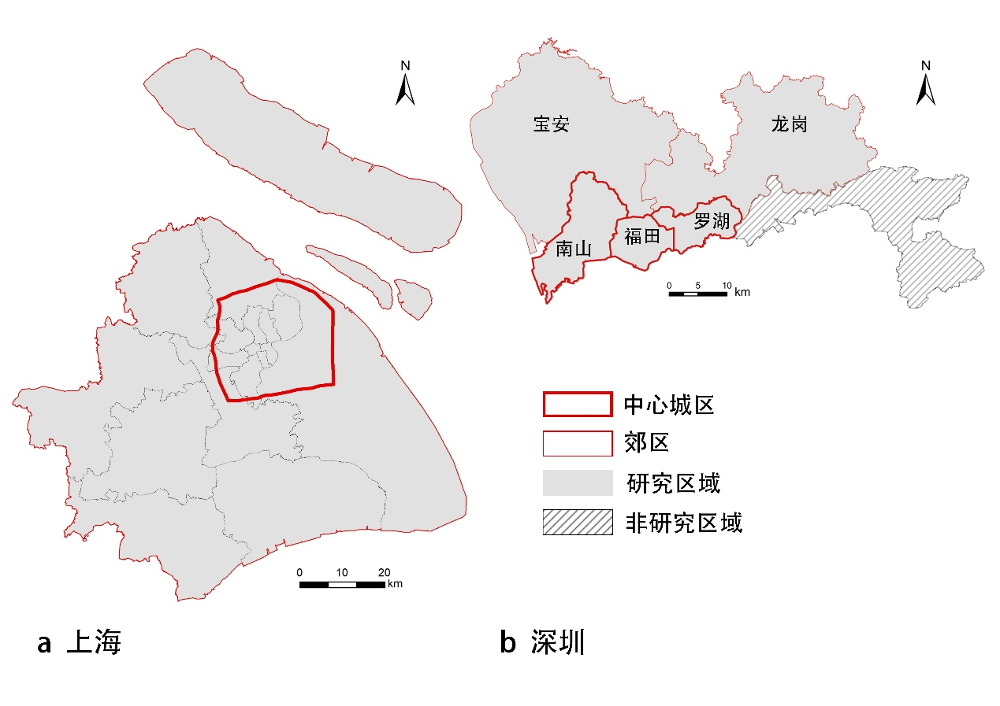 N
N
宝安
龙岗
罗湖
福田
南山
0 5 10 km
中心城区
郊区
研究区域
非研究区域
0 10 20 km
a 上海
b 深圳